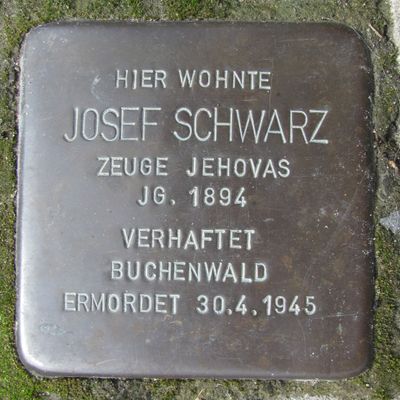 HIER WOHNTE
JOSEF SCHWARZ
ZEUGE JEHOVAS
JG. 1894
VERHAFTET
BUCHENWALD
ERMORDET 30.4.1945